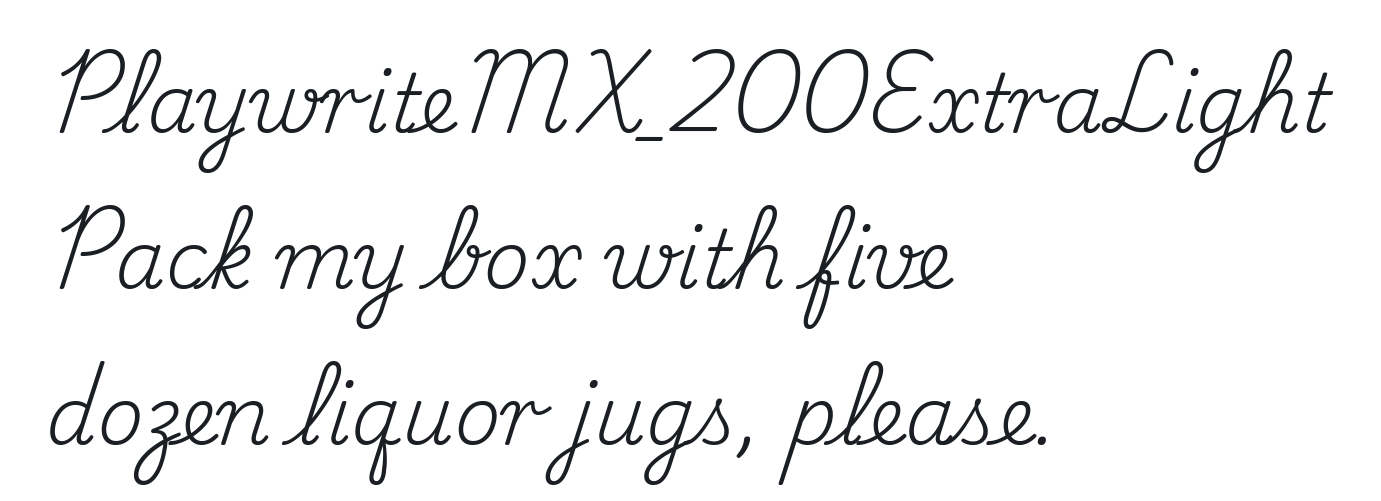 PlaywriteMX_200ExtraLight
Pack my box with five
dozen liquor jugs, please.